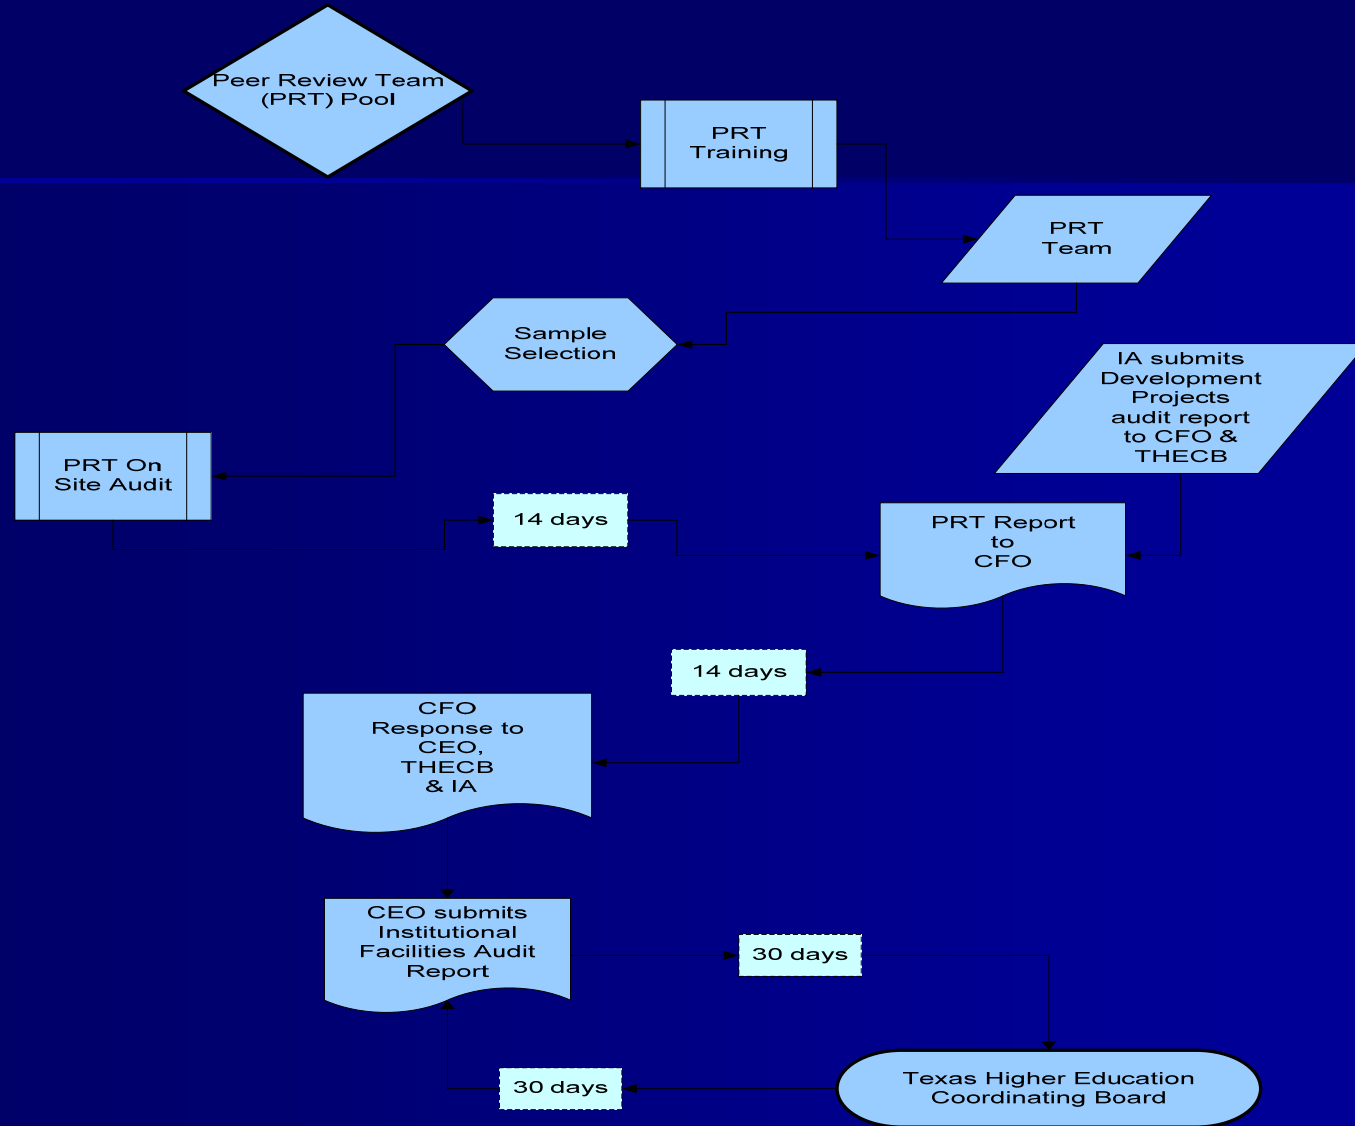 Peer Review Team
(PRT) Pool
PRT
Training
PRT
Team
Sample
Selection
IA submits
Development
Projects
audit report
to CFO &
THECB
PRT On
Site Audit
14 days
PRT Report
to
CFO
14 days
CFO
Response to
CEO,
THECB
& IA
CEO submits
Institutional
Facilities Audit
Report
30 days
Texas Higher Education
Coordinating Board
30 days